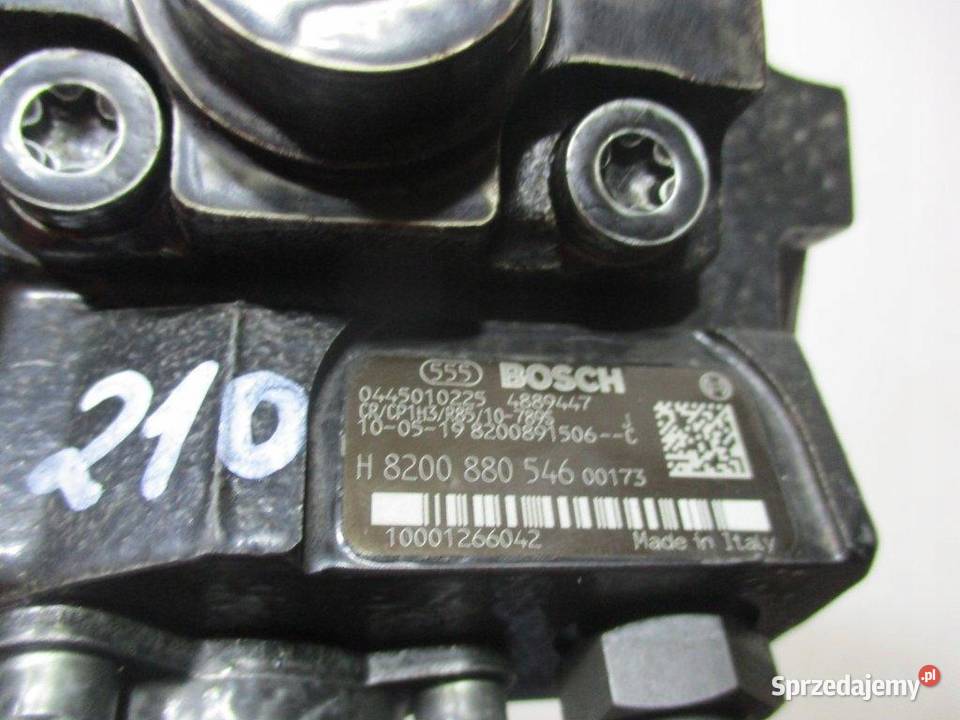 210
555 BOSCH
0445010225 4889447
CR/CP1H3/R85/10-789S
10-05-19 8200891506--C
H 8200 880 546 00173
10001266042 Made in Italy
Sprzedajemy.pl